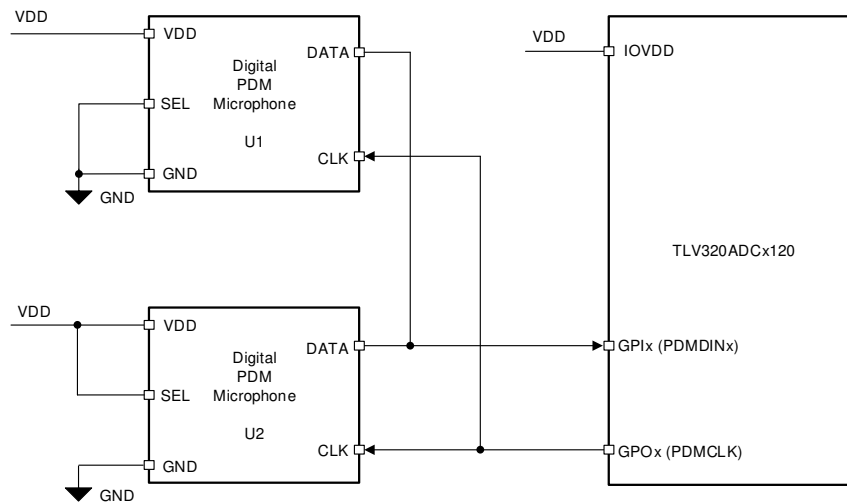 VDD
VDD
SEL
GND
GND
Digital
PDM
Microphone
U1
DATA
CLK
VDD
IOVDD
TLV320ADCx120
GPIx (PDMDINx)
GPOx (PDMCLK)
VDD
VDD
SEL
GND
GND
Digital
PDM
Microphone
U2
DATA
CLK